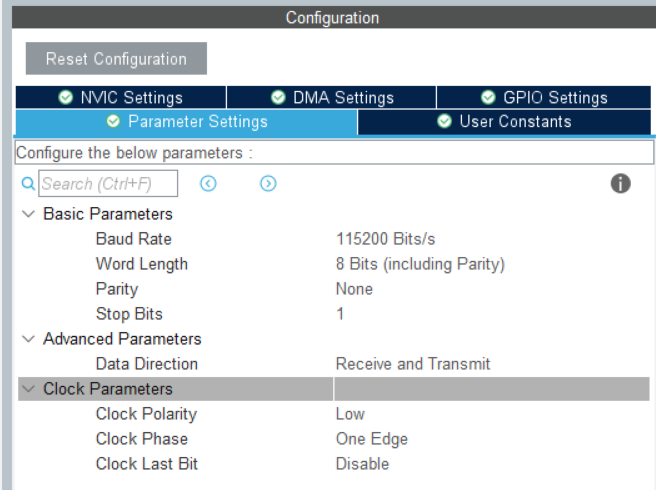 Configuration
Reset Configuration
NVIC Settings DMA Settings GPIO Settings
Parameter Settings User Constants
Configure the below parameters :
Search (Ctrl+F)
Basic Parameters
Baud Rate 115200 Bits/s
Word Length 8 Bits (including Parity)
Parity None
Stop Bits 1
Advanced Parameters
Data Direction Receive and Transmit
Clock Parameters
Clock Polarity Low
Clock Phase One Edge
Clock Last Bit Disable